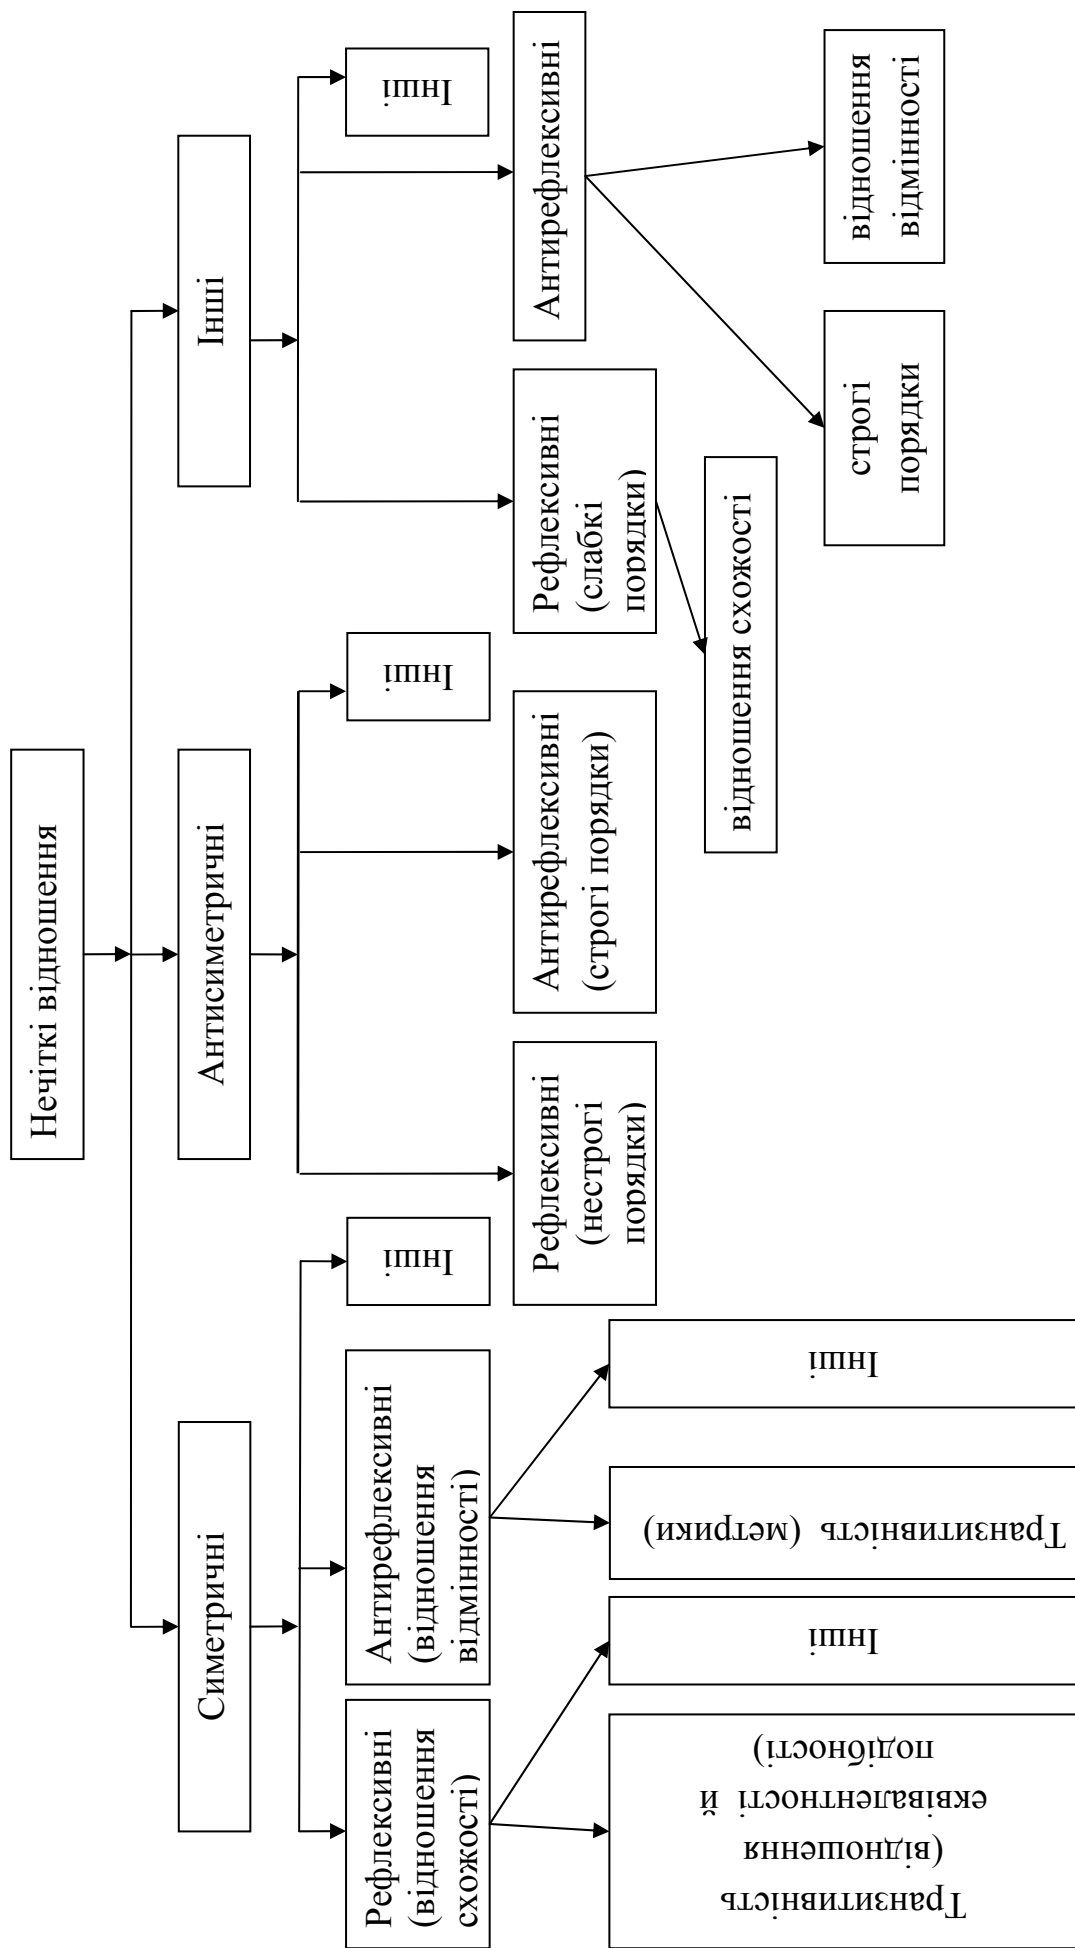 Нечіткі відношення
Симетричні
Антисиметричні
Інші
Рефлексивні
(відношення
схожості)
Антирефлексивні
(відношення
відмінності)
Інші
Рефлексивні
(нестрогі
порядки)
Антирефлексивні
(строгі порядки)
Інші
Рефлексивні
(слабкі
порядки)
Антирефлексивні
Інші
Транзитивність
(відношення
еквівалентності й
подібності)
Інші
Транзитивність (метрики)
Інші
відношення схожості
строгі
порядки
відношення
відмінності